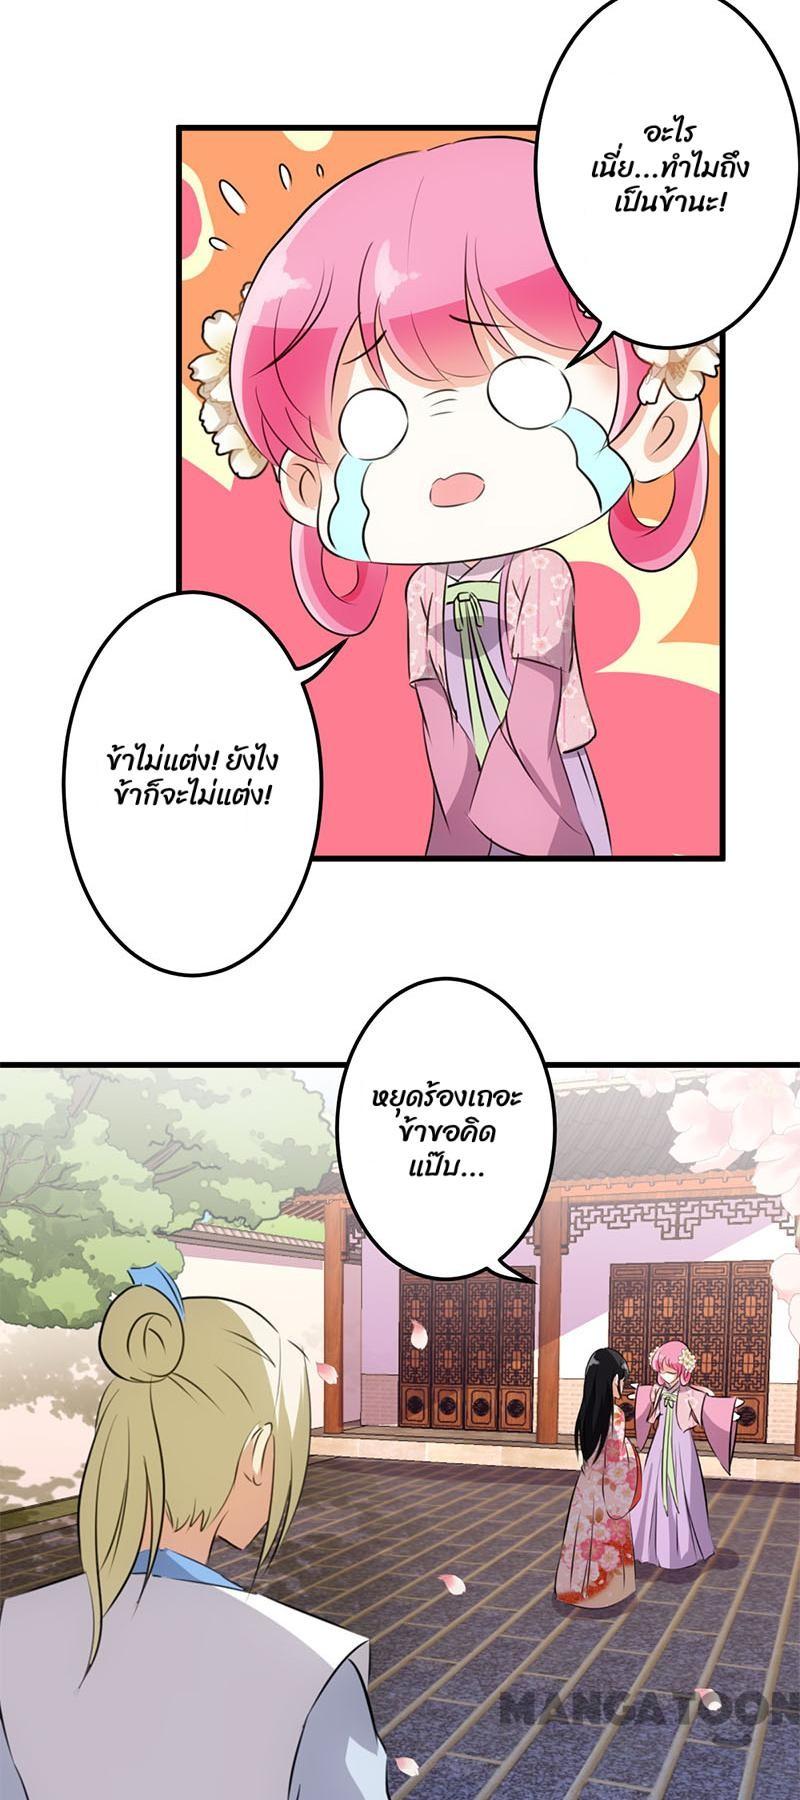 อะไร
เนี่ย...ทำไมถึง
เป็นข้านะ!
ข้าไม่แต่ง! ยังไง
ข้าก็จะไม่แต่ง!
หยุดร้องเถอะ
ข้าขอคิด
แป๊บ...
MANGATOON